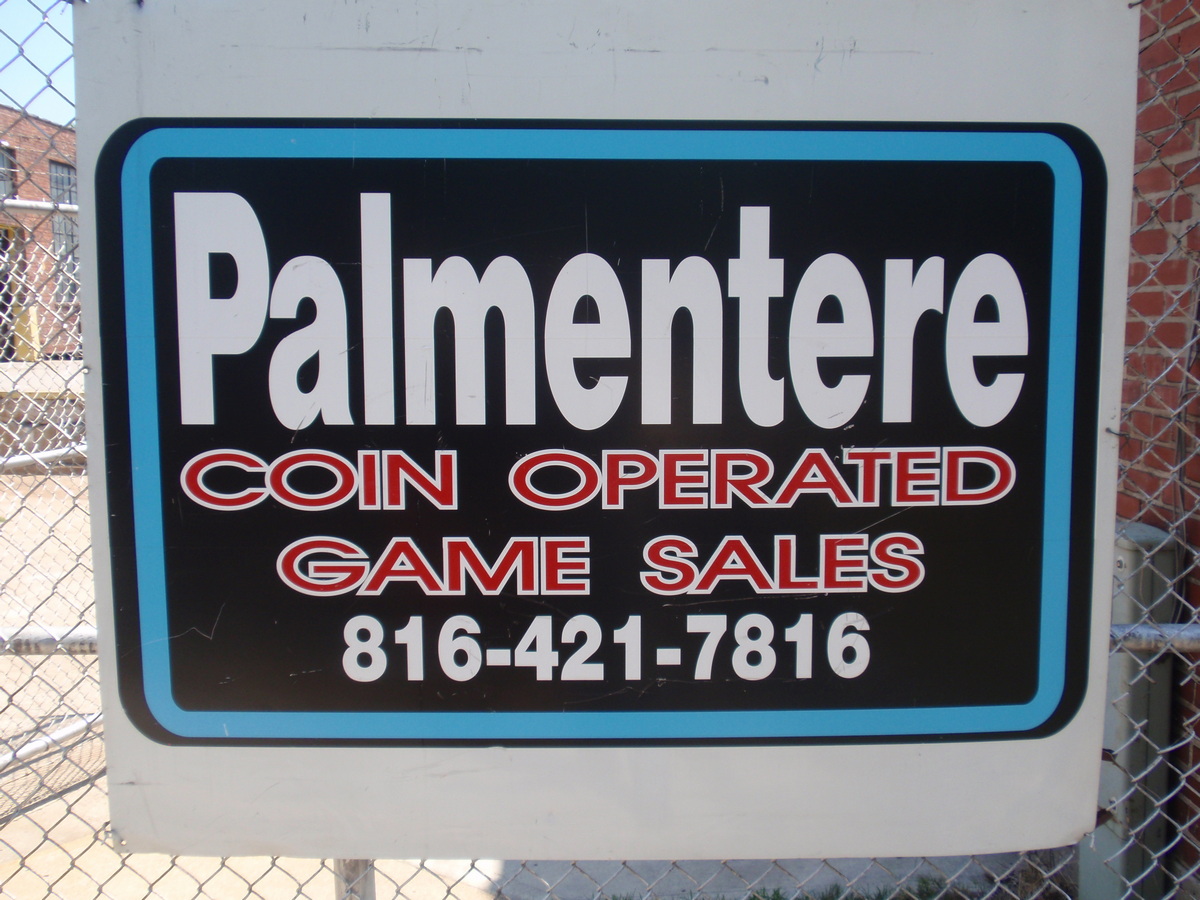 Palmentere
COIN OPERATED
GAME SALES
816-421-7816